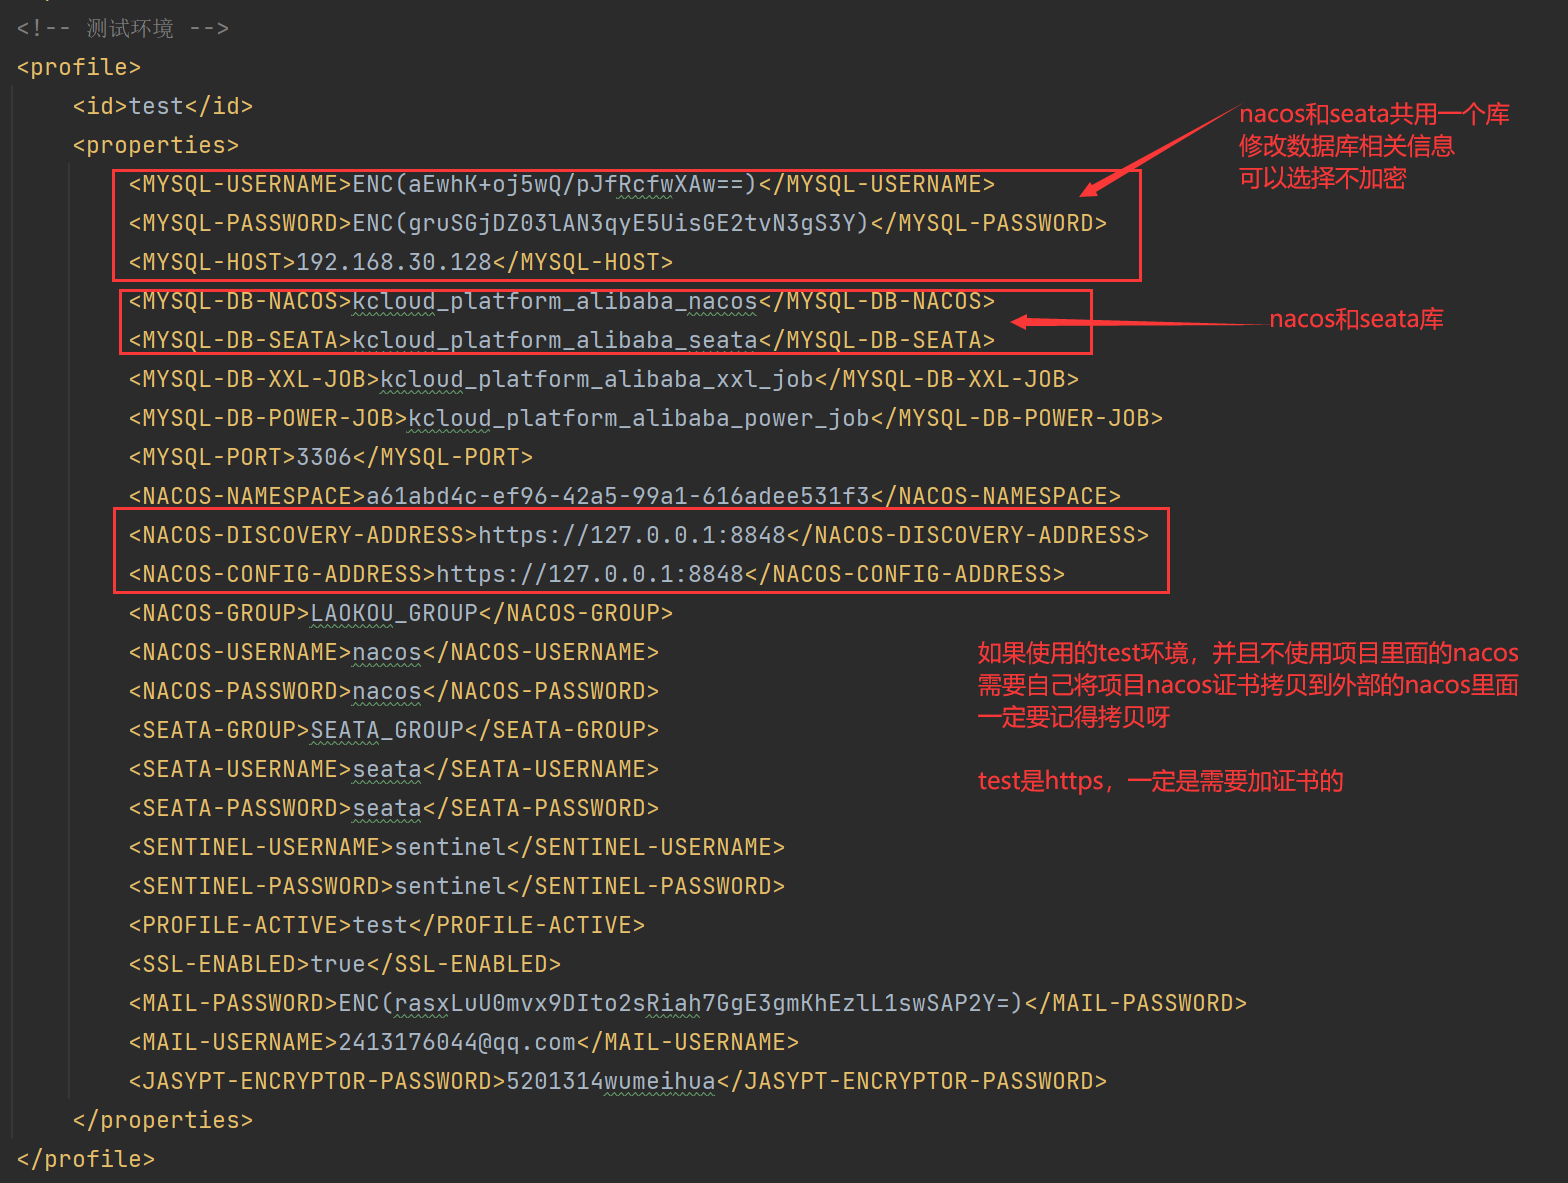 <!-- 测试环境 -->
<profile>
<id>test</id>
<properties>
<MYSQL-USERNAME>ENC(aEwhK+oj5wQ/pJfRcfwXAw==)</MYSQL-USERNAME>
<MYSQL-PASSWORD>ENC(gruSGjDZ03lAN3qyE5UisGE2tvN3gS3Y)</MYSQL-PASSWORD>
<MYSQL-HOST>192.168.30.128</MYSQL-HOST>
nacos和seata共用一个库
修改数据库相关信息
可以选择不加密
<MYSQL-DB-NACOS>kcloud_platform_alibaba_nacos</MYSQL-DB-NACOS>
<MYSQL-DB-SEATA>kcloud_platform_alibaba_seata</MYSQL-DB-SEATA>
nacos和seata库
<MYSQL-DB-XXL-JOB>kcloud_platform_alibaba_xxl_job</MYSQL-DB-XXL-JOB>
<MYSQL-DB-POWER-JOB>kcloud_platform_alibaba_power_job</MYSQL-DB-POWER-JOB>
<MYSQL-PORT>3306</MYSQL-PORT>
<NACOS-NAMESPACE>a61abd4c-ef96-42a5-99a1-616adee531f3</NACOS-NAMESPACE>
<NACOS-DISCOVERY-ADDRESS>https://127.0.0.1:8848</NACOS-DISCOVERY-ADDRESS>
<NACOS-CONFIG-ADDRESS>https://127.0.0.1:8848</NACOS-CONFIG-ADDRESS>
<NACOS-GROUP>LAOKOU_GROUP</NACOS-GROUP>
<NACOS-USERNAME>nacos</NACOS-USERNAME>
<NACOS-PASSWORD>nacos</NACOS-PASSWORD>
<SEATA-GROUP>SEATA_GROUP</SEATA-GROUP>
<SEATA-USERNAME>seata</SEATA-USERNAME>
<SEATA-PASSWORD>seata</SEATA-PASSWORD>
如果使用的test环境，并且不使用项目里面的nacos
需要自己将项目nacos证书拷贝到外部的nacos里面
一定要记得拷贝呀
test是https，一定是需要加证书的
<SENTINEL-USERNAME>sentinel</SENTINEL-USERNAME>
<SENTINEL-PASSWORD>sentinel</SENTINEL-PASSWORD>
<PROFILE-ACTIVE>test</PROFILE-ACTIVE>
<SSL-ENABLED>true</SSL-ENABLED>
<MAIL-PASSWORD>ENC(rasxLuU0mvx9DIto2sRiah7GgE3gmKhEzlL1swSAP2Y=)</MAIL-PASSWORD>
<MAIL-USERNAME>2413176044@qq.com</MAIL-USERNAME>
<JASYPT-ENCRYPTOR-PASSWORD>5201314wumeihua</JASYPT-ENCRYPTOR-PASSWORD>
</properties>
</profile>